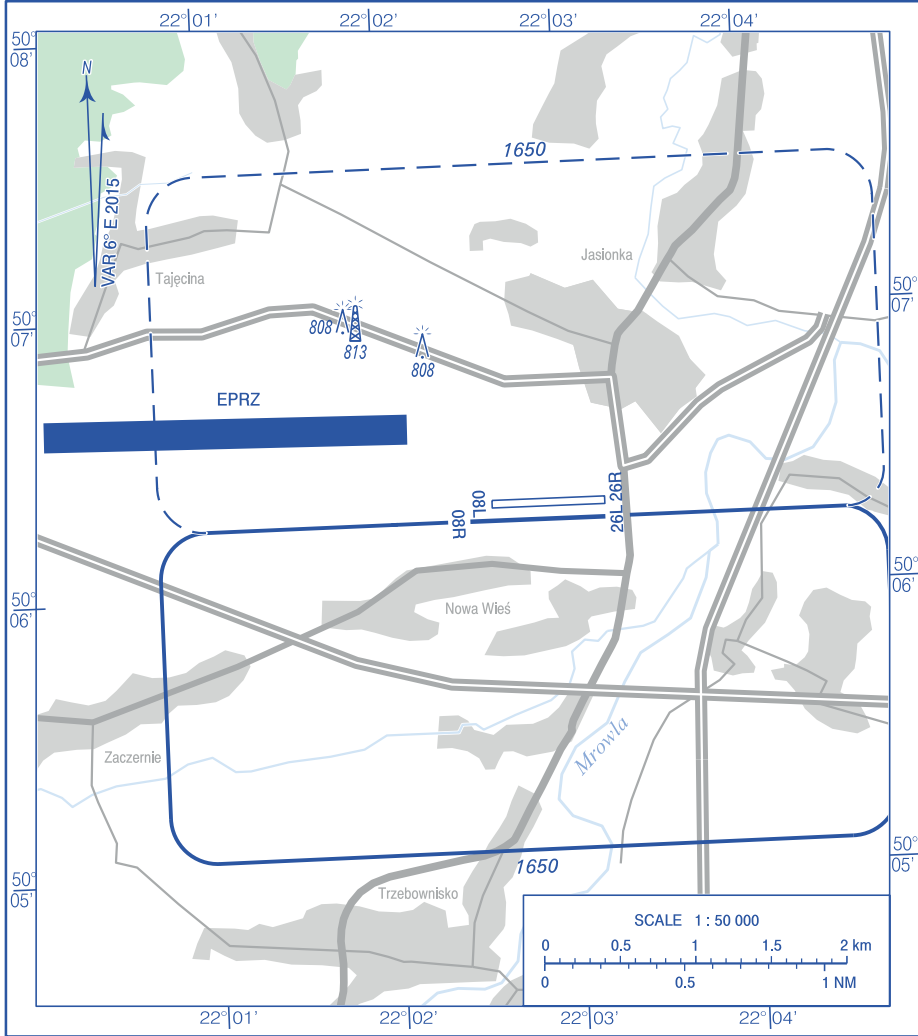 22°01' 22°02' 22°03' 22°04'
50°
08'
N
VAR 6° E 2015
1650
Tajęcina
Jasionka
50°
07'
50°
07'
808
813
808
EPRZ
08L
08R
26R
26L
50°
06'
50°
06'
Nowa Wieś
Zaczernie
Mrowla
1650
50°
05'
50°
05'
Trzebownisko
SCALE 1 : 50 000
0 0.5 1 1.5 2 km
0 0.5 1 NM
22°01' 22°02' 22°03' 22°04'